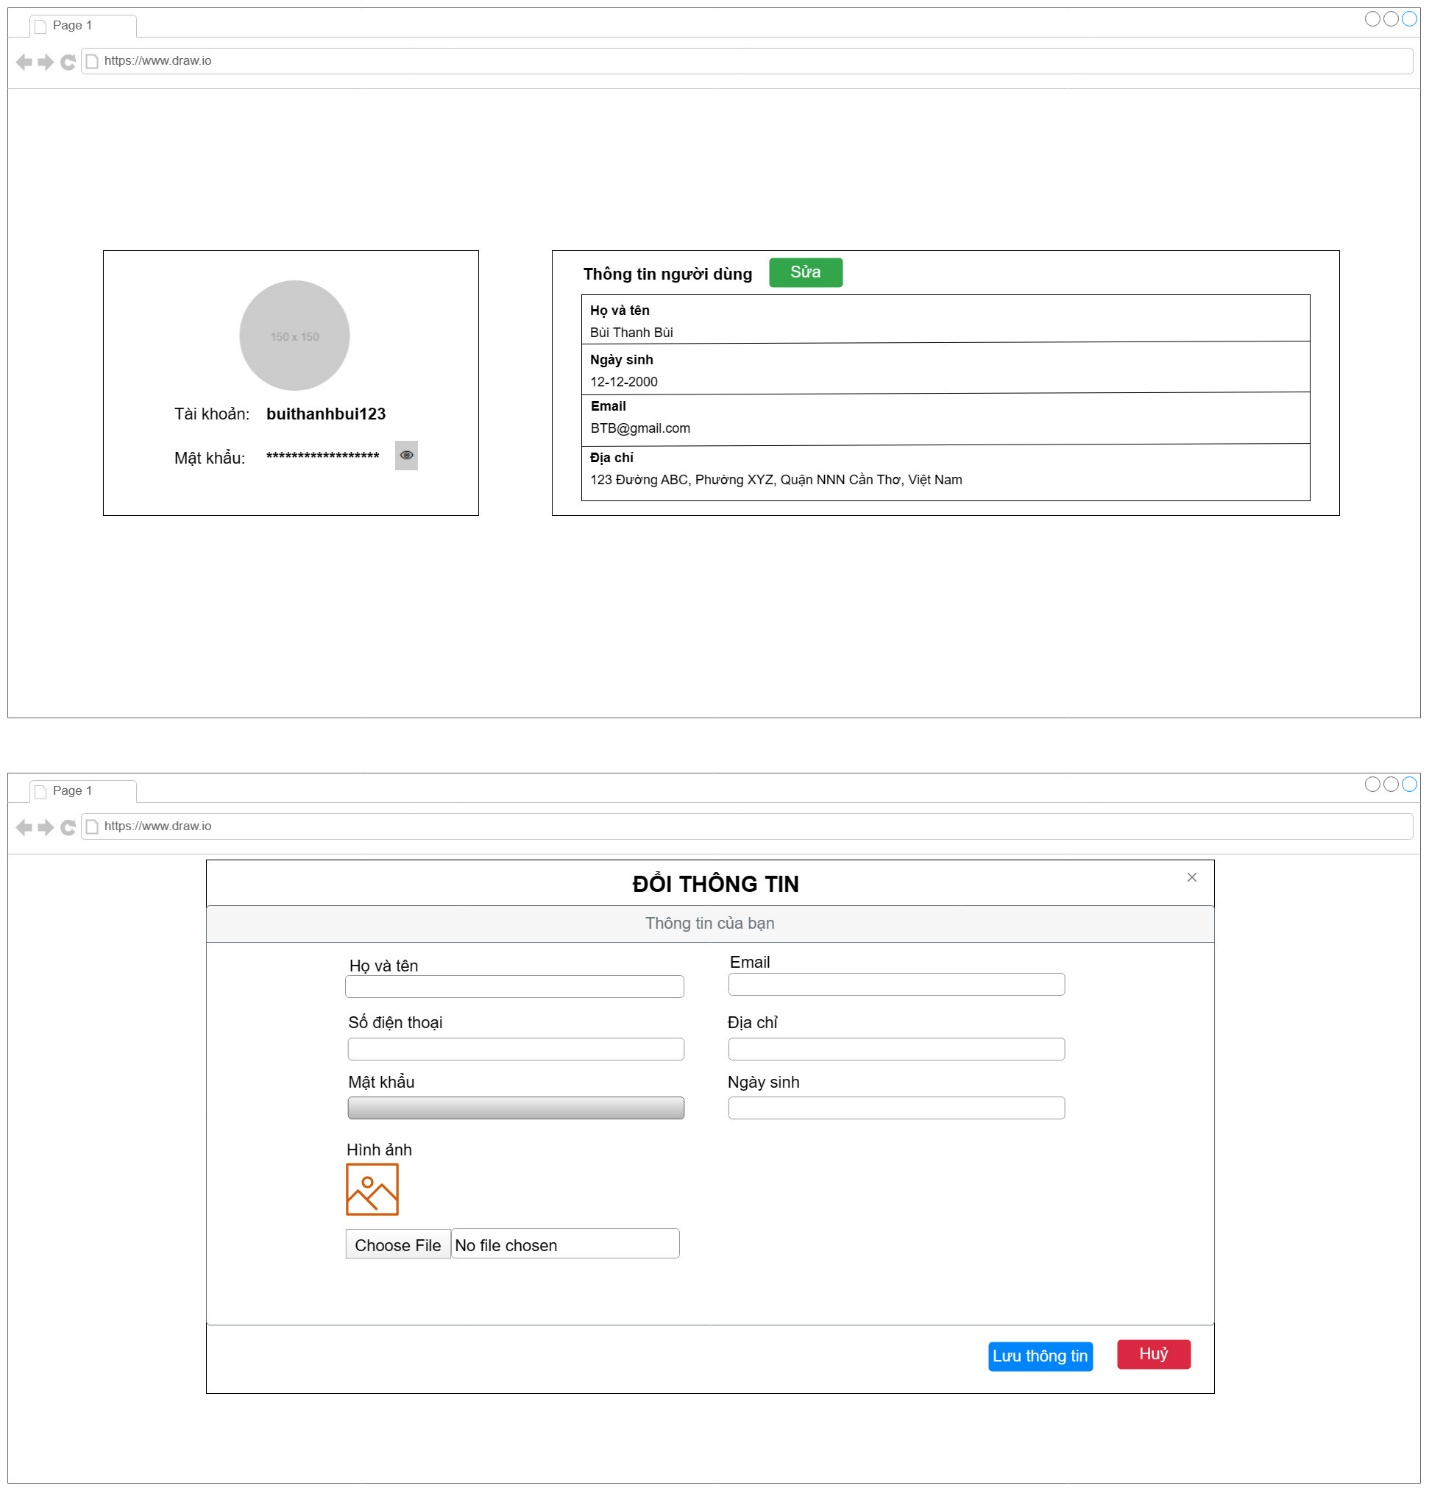 Page 1
https://www.draw.io
150 x 150
Tài khoản: buithanhbui123
Mật khẩu: ******************
Thông tin người dùng Sửa
Họ và tên
Bùi Thanh Bùi
Ngày sinh
12-12-2000
Email
BTB@gmail.com
Địa chỉ
123 Đường ABC, Phường XYZ, Quận NNN Cần Thơ, Việt Nam
Page 1
https://www.draw.io
ĐỔI THÔNG TIN ×
Thông tin của bạn
Họ và tên Email
Số điện thoại Địa chỉ
Mật khẩu Ngày sinh
Hình ảnh
Choose File No file chosen
Lưu thông tin Huỷ